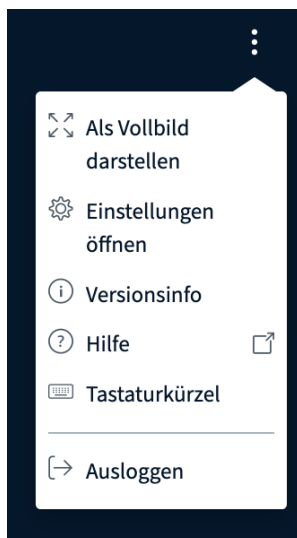 Als Vollbild
darstellen
Einstellungen
öffnen
Versionsinfo
Hilfe
Tastaturkürzel
Ausloggen